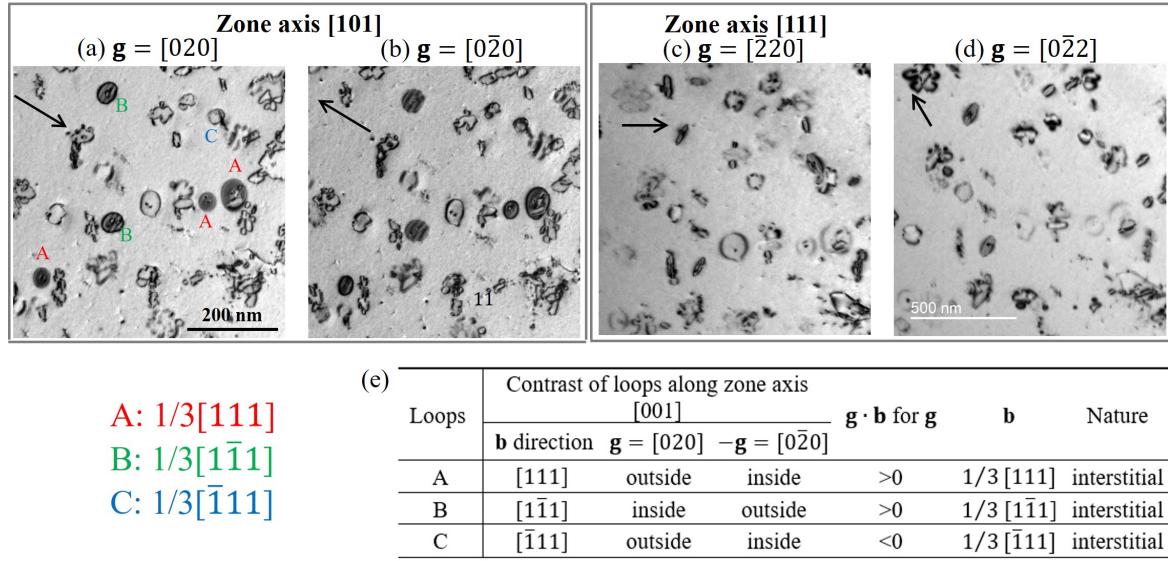 Zone axis [101]
(a) 𝐠 = [020]
(b) 𝐠 = [02̅0]
Zone axis [111]
(c) 𝐠 = [2̅20]
(d) 𝐠 = [02̅2]
B
C
A
A
B
A
200 nm
11
500 nm
A: 1/3[111]
B: 1/3[11̅1]
C: 1/3[1̅11]
(e)
Loops
Contrast of loops along zone axis
[001]
𝐠 · 𝐛 for 𝐠
𝐛
Nature
𝐛 direction 𝐠 = [020] −𝐠 = [02̅0]
A [111] outside inside >0 1/3 [111] interstitial
B [11̅1] inside outside >0 1/3 [11̅1] interstitial
C [1̅11] outside inside <0 1/3 [1̅11] interstitial